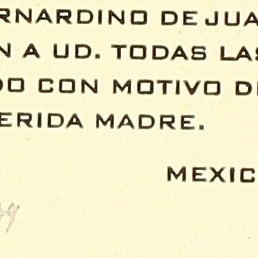 ERNARDINO DE JUA
N A UD. TODAS LAS
DO CON MOTIVO D
ERIDA MADRE.
MEXIC